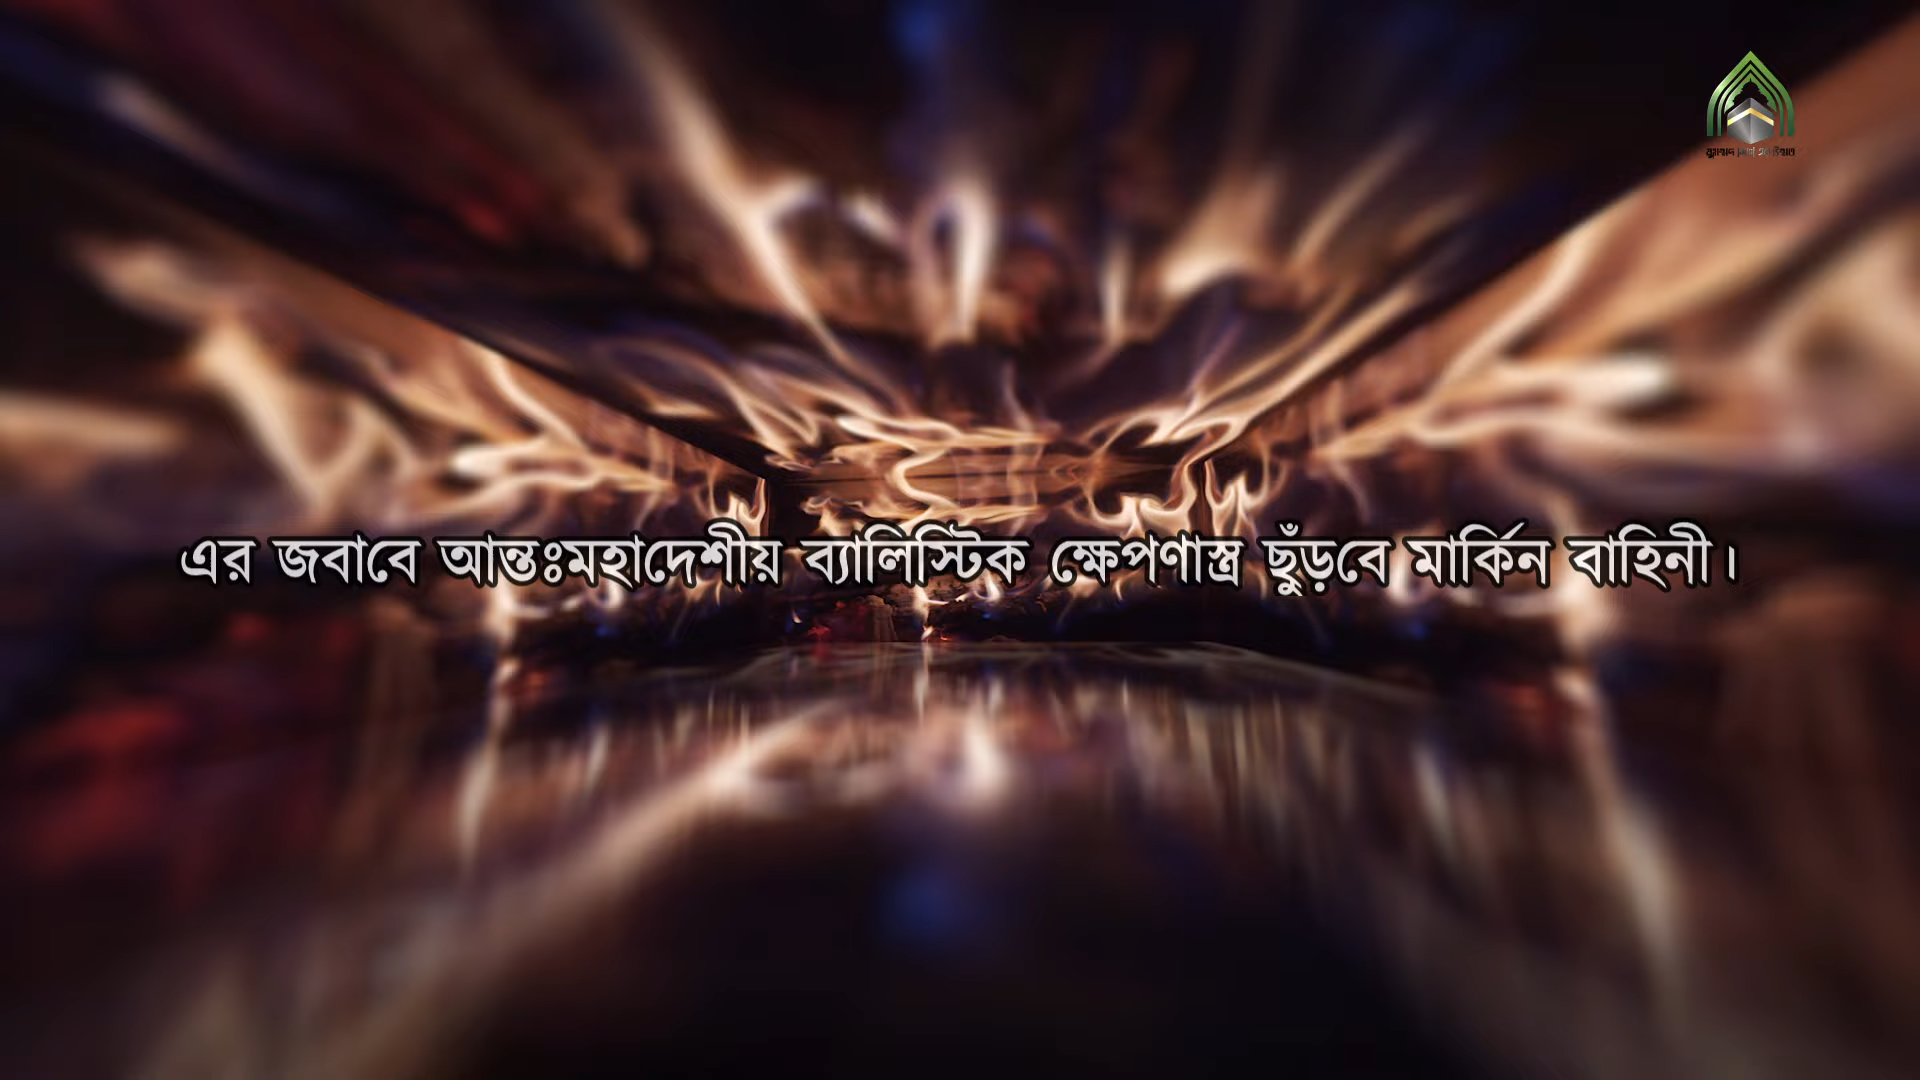 এর জবাবে আন্তঃমহাদেশীয় ব্যালিস্টিক ক্ষেপণাস্ত্র ছুঁড়বে মার্কিন বাহিনী।